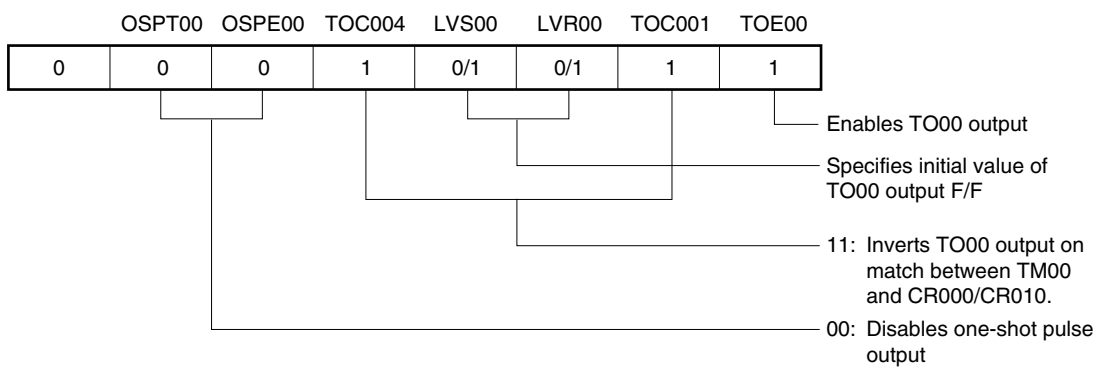 OSPT00 OSPE00 TOC004 LVS00 LVR00 TOC001 TOE00
0 0 0 1 0/1 0/1 1 1
Enables TO00 output
Specifies initial value of
TO00 output F/F
11: Inverts TO00 output on
match between TM00
and CR000/CR010.
00: Disables one-shot pulse
output